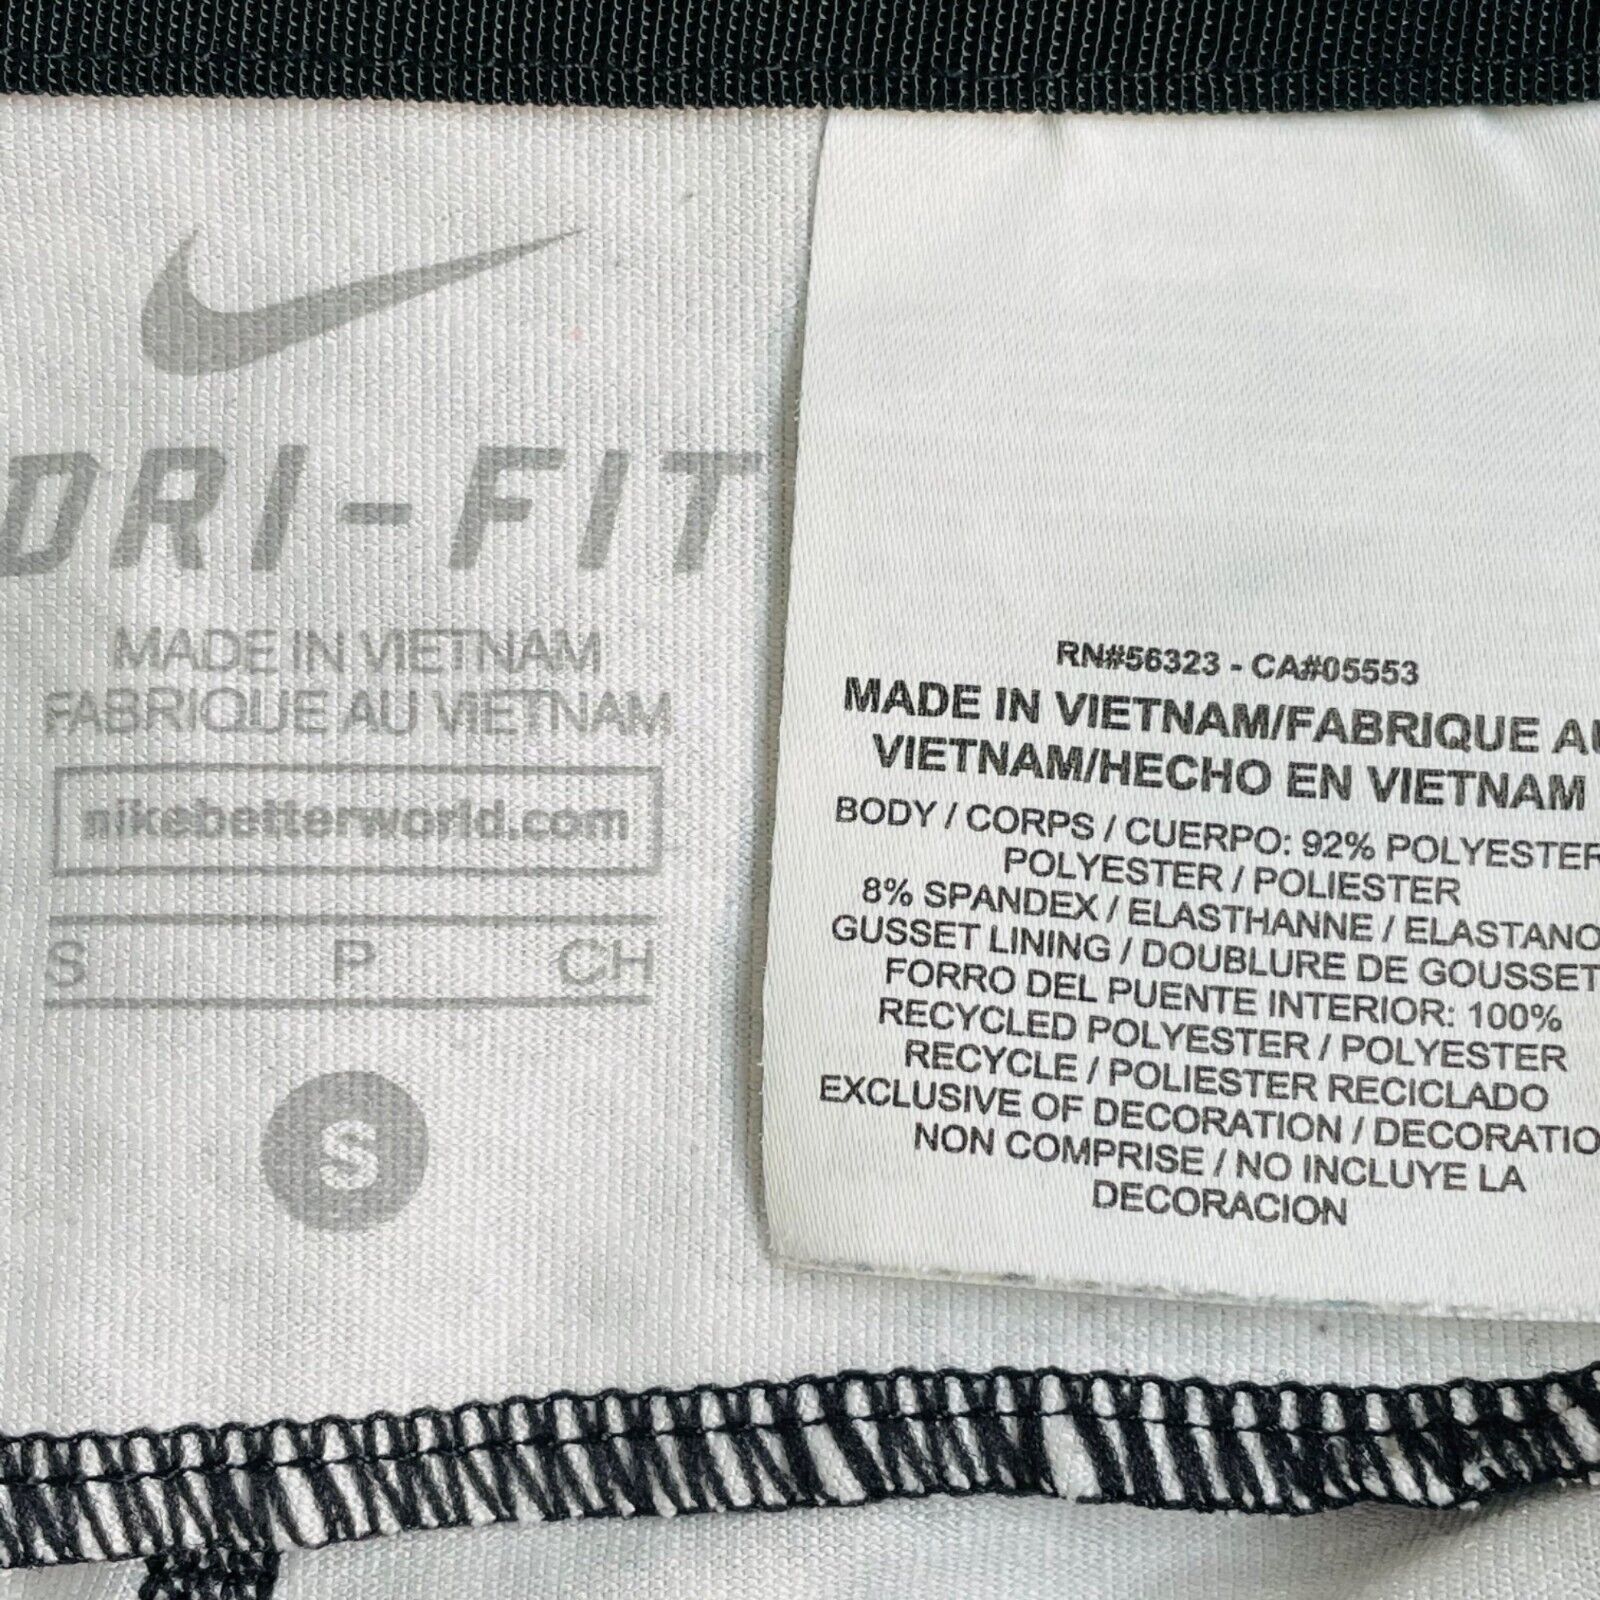 DRI-FIT
MADE IN VIETNAM
FABRIQUE AU VIETNAM
nikebetterworld.com
S P CH
S
RN#56323 - CA#05553
MADE IN VIETNAM/FABRIQUE AU
VIETNAM/HECHO EN VIETNAM
BODY / CORPS / CUERPO: 92% POLYESTER
POLYESTER / POLIESTER
8% SPANDEX / ELASTHANNE / ELASTANO
GUSSET LINING / DOUBLURE DE GOUSSET
FORRO DEL PUENTE INTERIOR: 100%
RECYCLED POLYESTER / POLYESTER
RECYCLE / POLIESTER RECICLADO
EXCLUSIVE OF DECORATION / DECORATIO
NON COMPRISE / NO INCLUYE LA
DECORACION